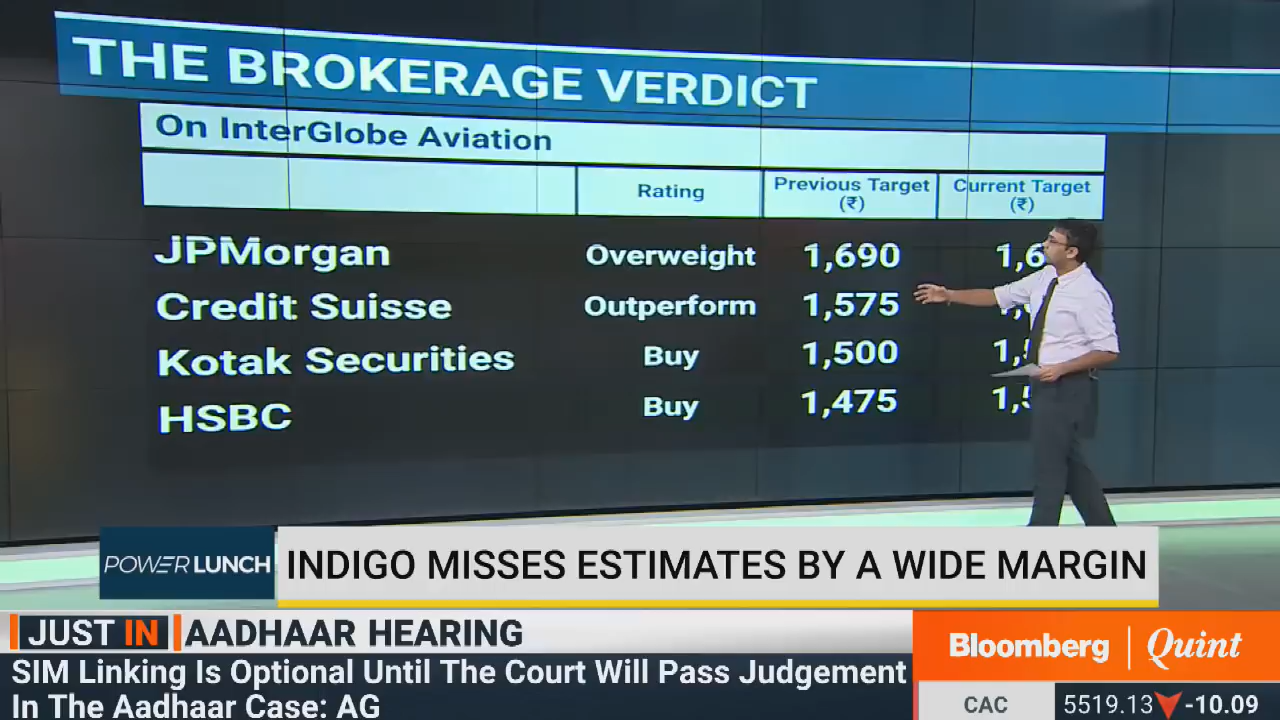 THE BROKERAGE VERDICT
On InterGlobe Aviation
Rating Previous Target (₹) Current Target (₹)
JPMorgan Overweight 1,690
Credit Suisse Outperform 1,575
Kotak Securities Buy 1,500
HSBC Buy 1,475
POWER LUNCH INDIGO MISSES ESTIMATES BY A WIDE MARGIN
JUST IN AADHAAR HEARING
SIM Linking Is Optional Until The Court Will Pass Judgement
In The Aadhaar Case: AG
Bloomberg Quint
CAC 5519.13 -10.09